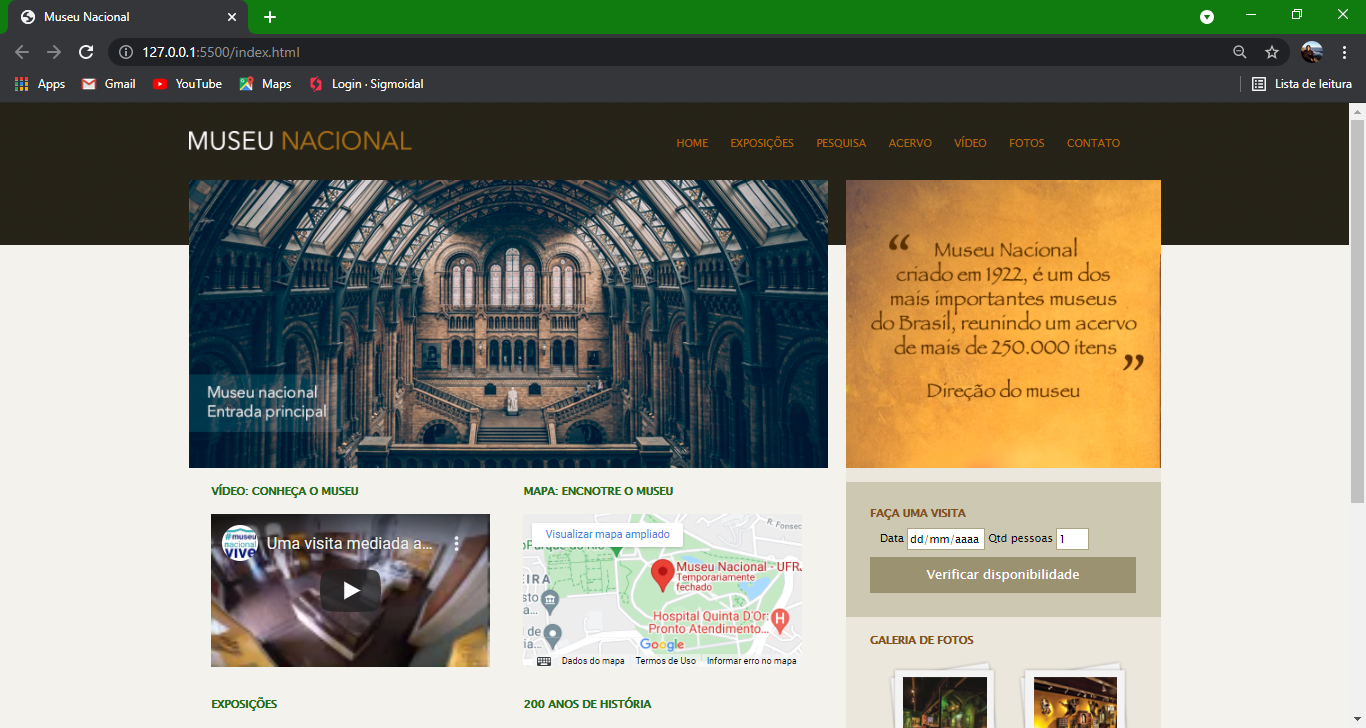 Museu Nacional
127.0.0.1:5500/index.html
Apps Gmail YouTube Maps Login · Sigmoidal Lista de leitura
MUSEU NACIONAL
HOME EXPOSIÇÕES PESQUISA ACERVO VÍDEO FOTOS CONTATO
Museu nacional
Entrada principal
“ Museu Nacional
criado em 1922, é um dos
mais importantes museus
do Brasil, reunindo um acervo
de mais de 250.000 itens ”
Direção do museu
VÍDEO: CONHEÇA O MUSEU
#museu
nacional
VIVE
Uma visita mediada a...
MAPA: ENCNOTRE O MUSEU
Visualizar mapa ampliado
R. Fonsec
Museu Nacional - UFRJ
Temporariamente
fechado
EIRA
Hospital Quinta D'Or:
Pronto Atendimento...
Google
Dados do mapa Termos de Uso Informar erro no mapa
FAÇA UMA VISITA
Data dd/mm/aaaa Qtd pessoas 1
Verificar disponibilidade
GALERIA DE FOTOS
EXPOSIÇÕES
200 ANOS DE HISTÓRIA